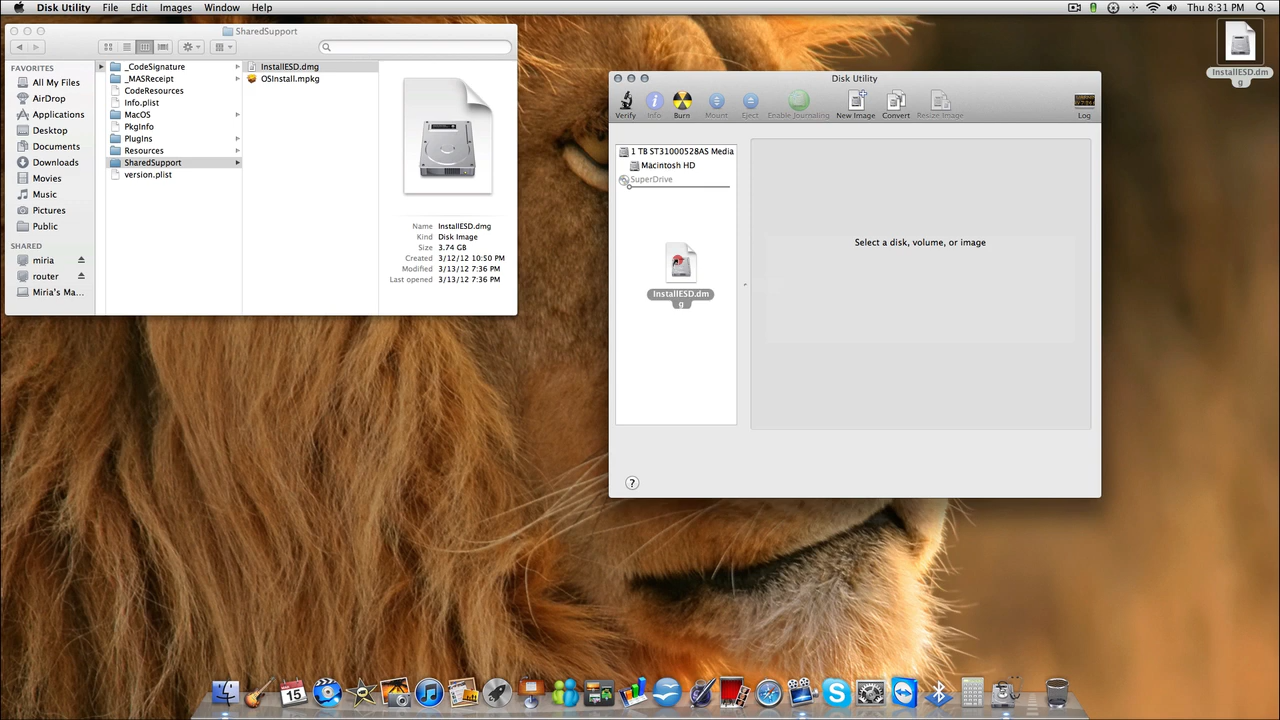 Disk Utility File Edit Images Window Help
Thu 8:31 PM
SharedSupport
FAVORITES
All My Files
AirDrop
Applications
Desktop
Documents
Downloads
Movies
Music
Pictures
Public
SHARED
miria
router
Miria's Ma...
_CodeSignature
_MASReceipt
CodeResources
Info.plist
MacOS
PkgInfo
PlugIns
Resources
SharedSupport
version.plist
InstallESD.dmg
OSInstall.mpkg
Name InstallESD.dmg
Kind Disk Image
Size 3.74 GB
Created 3/12/12 10:50 PM
Modified 3/13/12 7:36 PM
Last opened 3/13/12 7:36 PM
Disk Utility
Verify Info Burn Mount Eject Enable Journaling New Image Convert Resize Image Log
1 TB ST31000528AS Media
Macintosh HD
SuperDrive
InstallESD.dm
g
Select a disk, volume, or image
?
InstallESD.dm
g
15